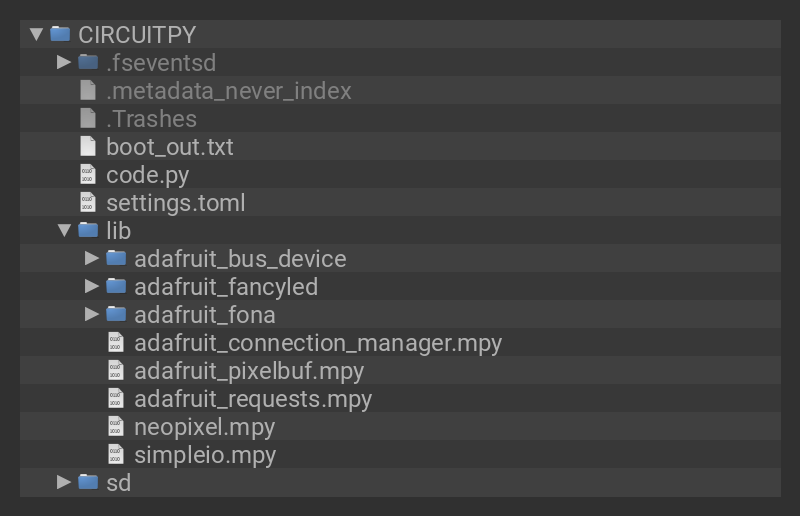 CIRCUITPY
.fseventsd
.metadata_never_index
.Trashes
boot_out.txt
code.py
settings.toml
lib
adafruit_bus_device
adafruit_fancyled
adafruit_fona
adafruit_connection_manager.mpy
adafruit_pixelbuf.mpy
adafruit_requests.mpy
neopixel.mpy
simpleio.mpy
sd